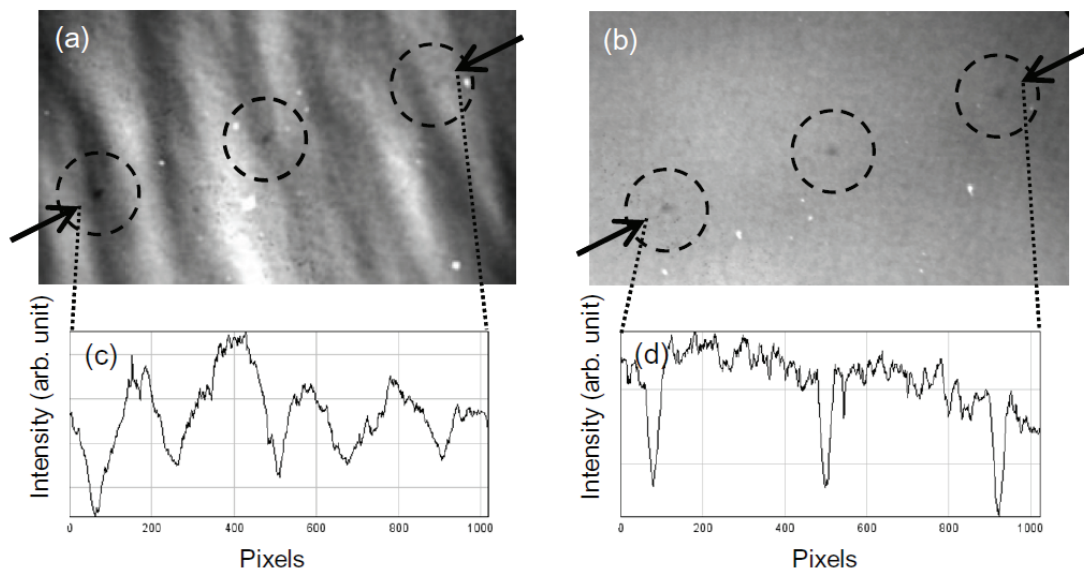 (a)
(b)
(c)
Intensity (arb. unit)
0 200 400 600 800 1000
Pixels
(d)
Intensity (arb. unit)
0 200 400 600 800 1000
Pixels